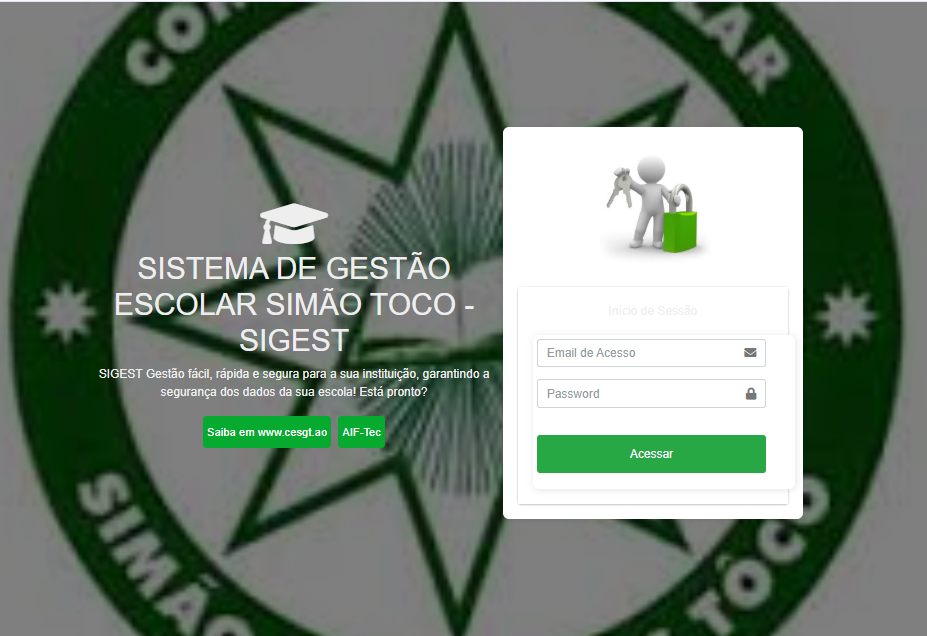 SISTEMA DE GESTÃO
ESCOLAR SIMÃO TOCO -
SIGEST
SIGEST Gestão fácil, rápida e segura para a sua instituição, garantindo a
segurança dos dados da sua escola! Está pronto?
Saiba em www.cesgt.ao
AIF-Tec
Início de Sessão
Email de Acesso
Password
Acessar
SIMÃO
TÔCO